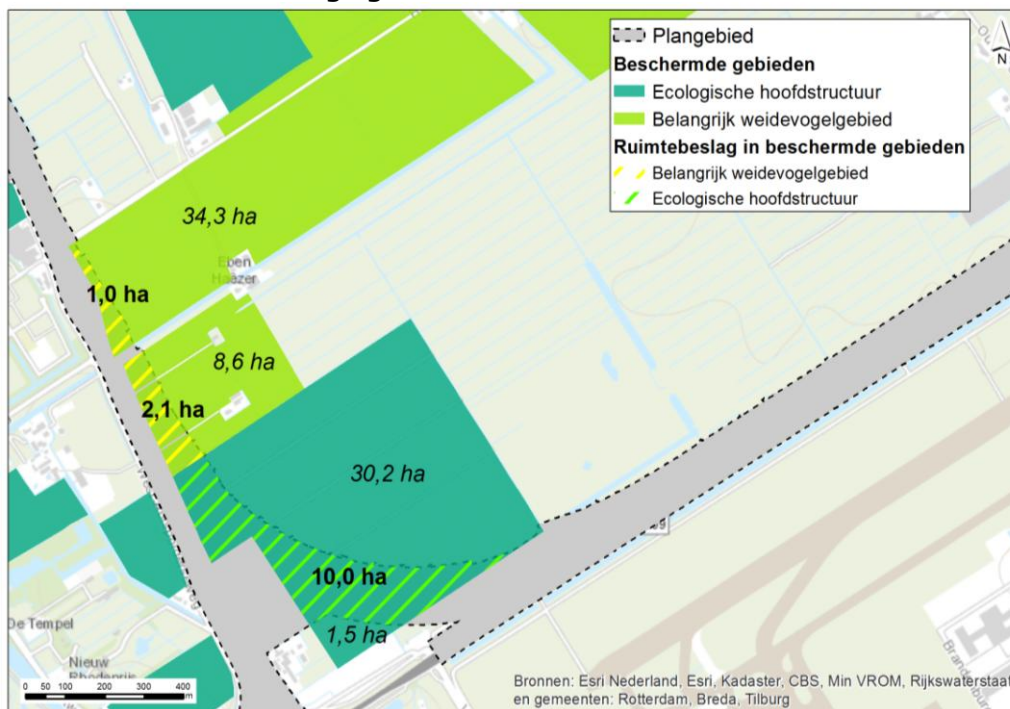 Plangebied
Beschermde gebieden
Ecologische hoofdstructuur
Belangrijk weidevogelgebied
Ruimtebeslag in beschermde gebieden
Belangrijk weidevogelgebied
Ecologische hoofdstructuur
N
34,3 ha
Eben
Haëzer
1,0 ha
8,6 ha
2,1 ha
30,2 ha
10,0 ha
1,5 ha
De Tempel
Nieuw
Rhodenrijs
0 50 100 200 300 400
m
Bronnen: Esri Nederland, Esri, Kadaster, CBS, Min VROM, Rijkswaterstaat
en gemeenten: Rotterdam, Breda, Tilburg